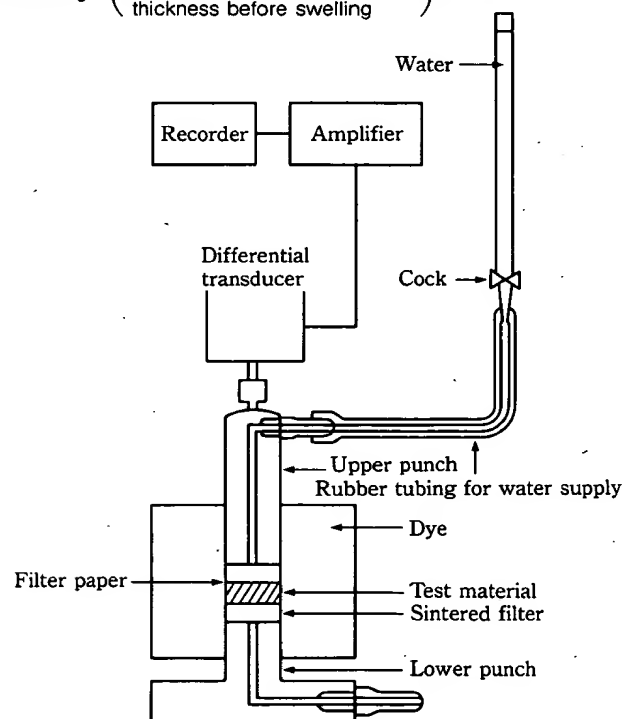 thickness before swelling
Water
Recorder
Amplifier
Differential
transducer
Cock
Upper punch
Rubber tubing for water supply
Dye
Filter paper
Test material
Sintered filter
Lower punch